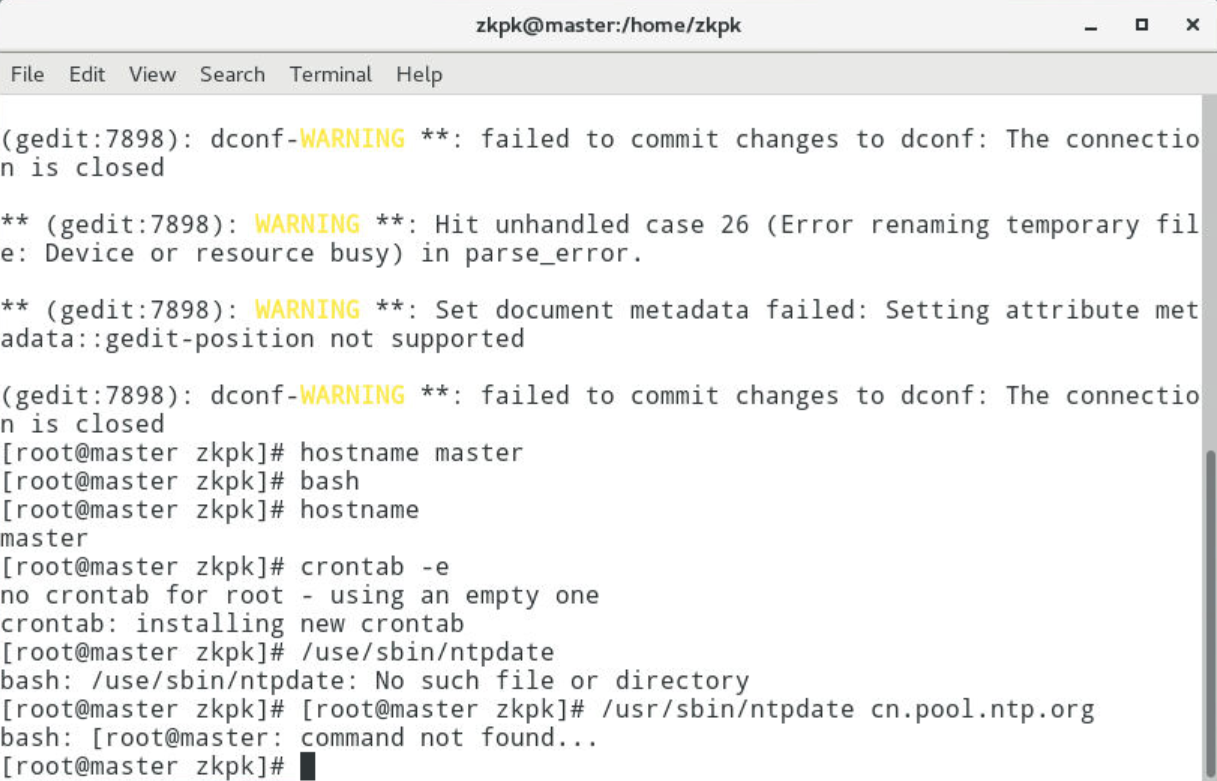 zkpk@master:/home/zkpk
File Edit View Search Terminal Help
(gedit:7898): dconf-WARNING **: failed to commit changes to dconf: The connectio
n is closed
** (gedit:7898): WARNING **: Hit unhandled case 26 (Error renaming temporary fil
e: Device or resource busy) in parse_error.
** (gedit:7898): WARNING **: Set document metadata failed: Setting attribute met
adata::gedit-position not supported
(gedit:7898): dconf-WARNING **: failed to commit changes to dconf: The connectio
n is closed
[root@master zkpk]# hostname master
[root@master zkpk]# bash
[root@master zkpk]# hostname
master
[root@master zkpk]# crontab -e
no crontab for root - using an empty one
crontab: installing new crontab
[root@master zkpk]# /use/sbin/ntpdate
bash: /use/sbin/ntpdate: No such file or directory
[root@master zkpk]# [root@master zkpk]# /usr/sbin/ntpdate cn.pool.ntp.org
bash: [root@master: command not found...
[root@master zkpk]#